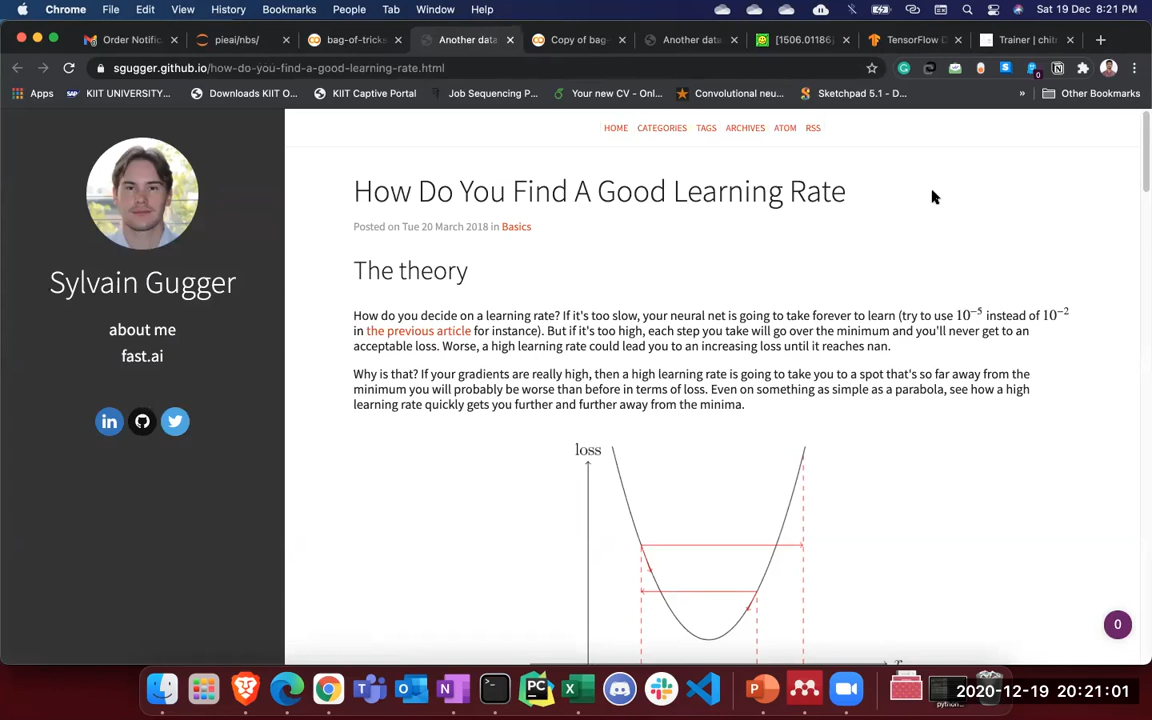 Chrome File Edit View History Bookmarks People Tab Window Help Sat 19 Dec 8:21 PM
Order Notific... pieai/nbs/ bag-of-tricks Another data Copy of bag- Another data. [1506.01186 TensorFlow D Trainer | chitr
sgugger.github.io/how-do-you-find-a-good-learning-rate.html
Apps KIIT UNIVERSITY... Downloads KIIT O... KIIT Captive Portal Job Sequencing P... Your new CV - Onl... Convolutional neu... Sketchpad 5.1 - D... » Other Bookmarks
HOME CATEGORIES TAGS ARCHIVES ATOM RSS
Sylvain Gugger
about me
fast.ai
How Do You Find A Good Learning Rate
Posted on Tue 20 March 2018 in Basics
The theory
How do you decide on a learning rate? If it's too slow, your neural net is going to take forever to learn (try to use 10⁻⁵ instead of 10⁻²
in the previous article for instance). But if it's too high, each step you take will go over the minimum and you'll never get to an
acceptable loss. Worse, a high learning rate could lead you to an increasing loss until it reaches nan.
Why is that? If your gradients are really high, then a high learning rate is going to take you to a spot that's so far away from the
minimum you will probably be worse than before in terms of loss. Even on something as simple as a parabola, see how a high
learning rate quickly gets you further and further away from the minima.
loss
0
2020-12-19 20:21:01